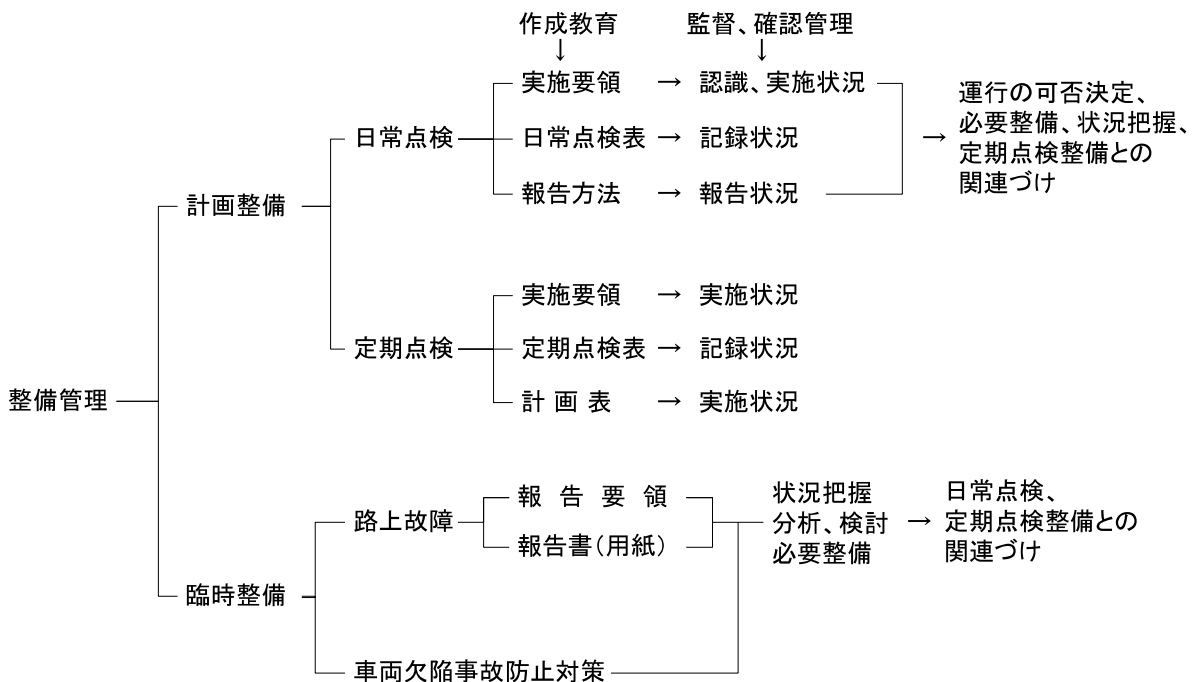 作成教育 監督、確認管理
↓ ↓
実施要領 → 認識、実施状況
日常点検 日常点検表 → 記録状況
報告方法 → 報告状況
→ 運行の可否決定、
必要整備、状況把握、
定期点検整備との
関連づけ
計画整備
実施要領 → 実施状況
定期点検 定期点検表 → 記録状況
計画表 → 実施状況
整備管理
路上故障 報告要領
報告書（用紙）
状況把握
分析、検討
必要整備
→ 日常点検、
定期点検整備との
関連づけ
臨時整備
車両欠陥事故防止対策